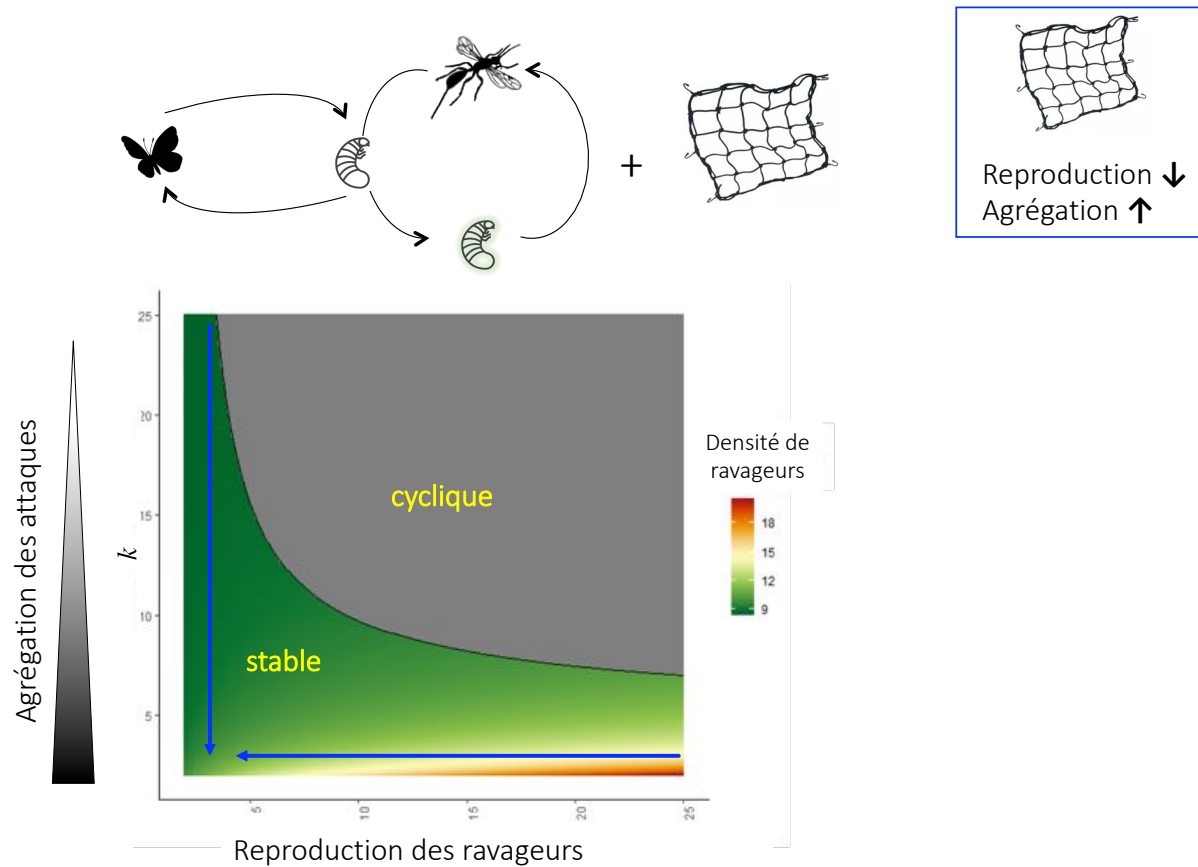 +
Reproduction ↓
Agrégation ↑
Agrégation des attaques
k
25
20
15
10
5
cyclique
stable
Densité de
ravageurs
18
15
12
9
5
10
15
20
25
Reproduction des ravageurs